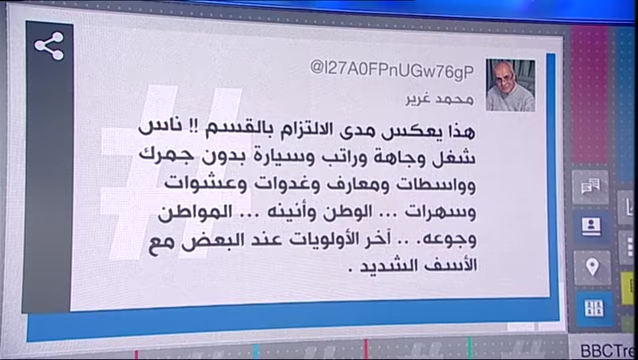 @I27A0FPnUGw76gP
محمد غرير
هذا يعكس مدى الالتزام بالقسم !! ناس
شغل وجاهة وراتب وسيارة بدون جمرك
وواسطات ومعارف وغدوات وعشوات
وسهرات ... الوطن وأنينه ... المواطن
وجوعه. .. آخر الأولويات عند البعض مع
الأسف الشديد .
BBCTre